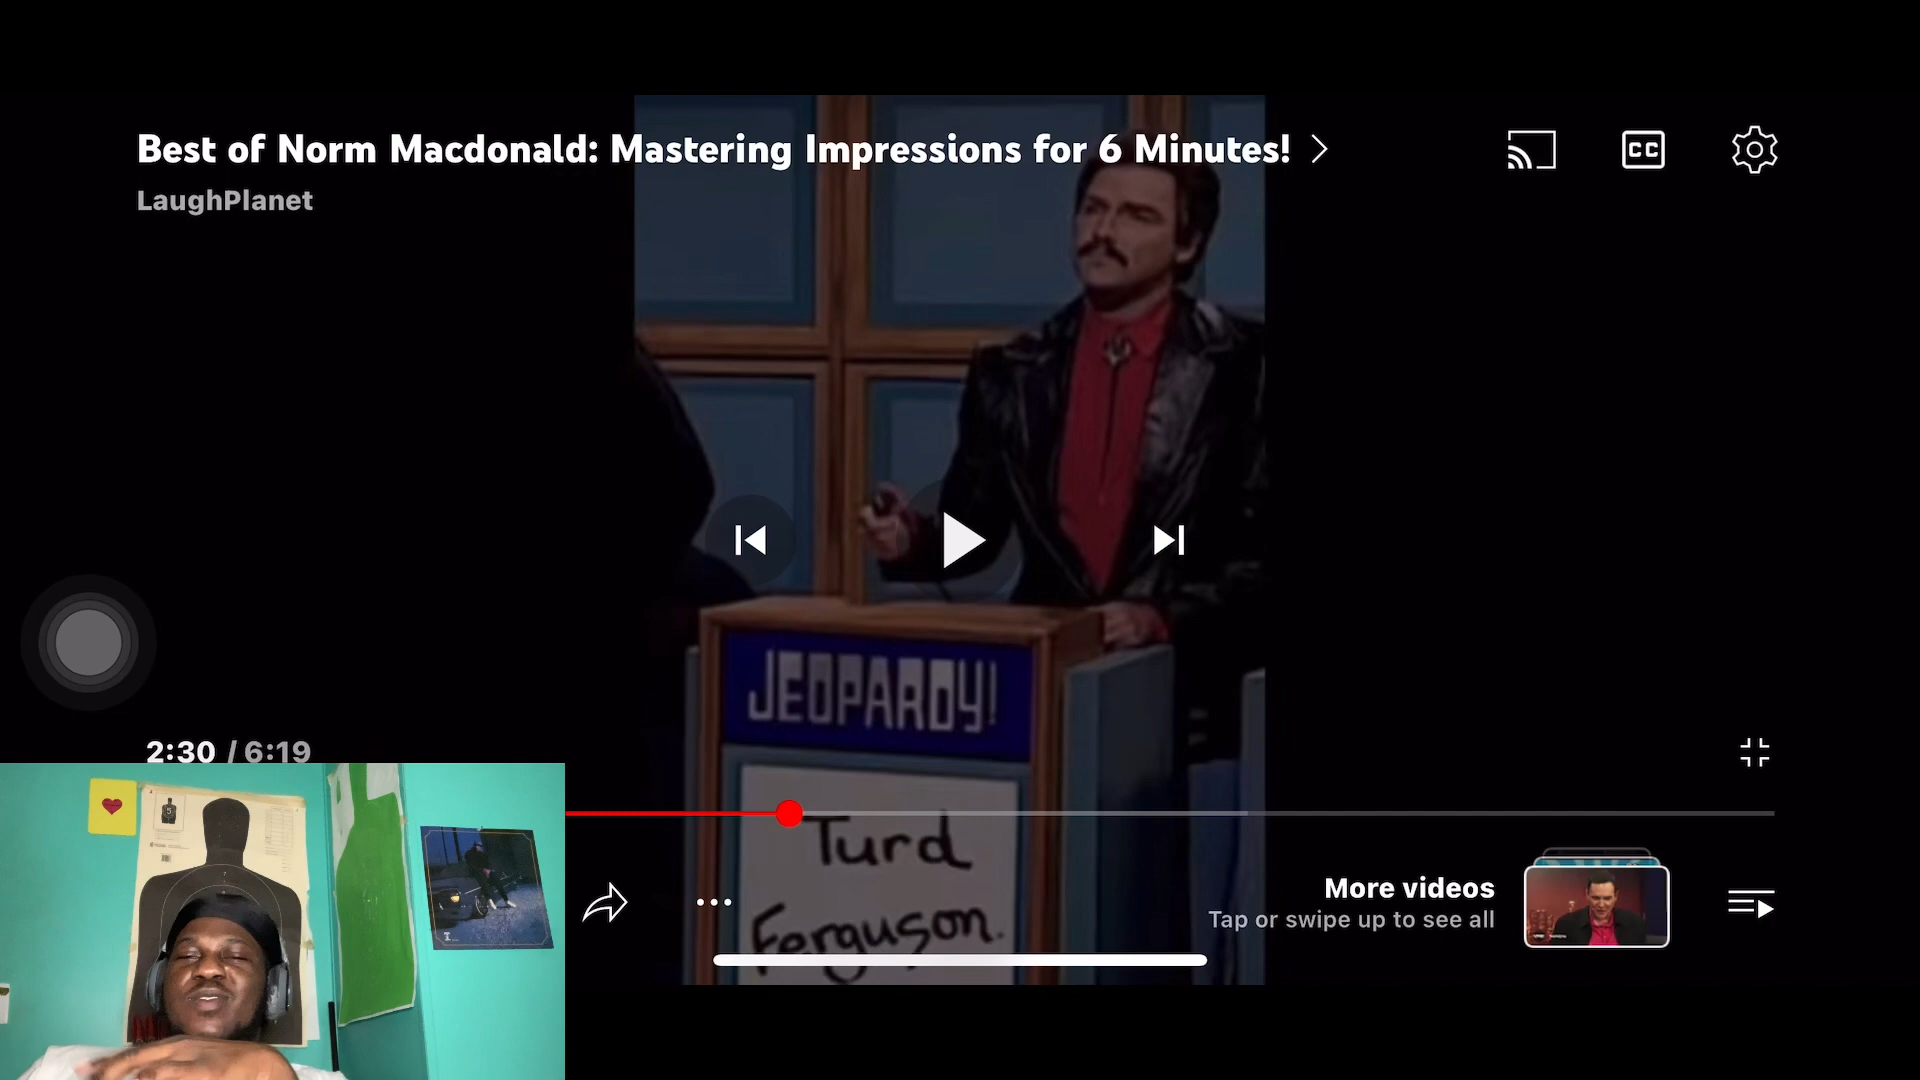 Best of Norm Macdonald: Mastering Impressions for 6 Minutes!
LaughPlanet
CC
JEOPARDY!
2:30 / 6:19
Turd
Ferguson.
More videos
Tap or swipe up to see all